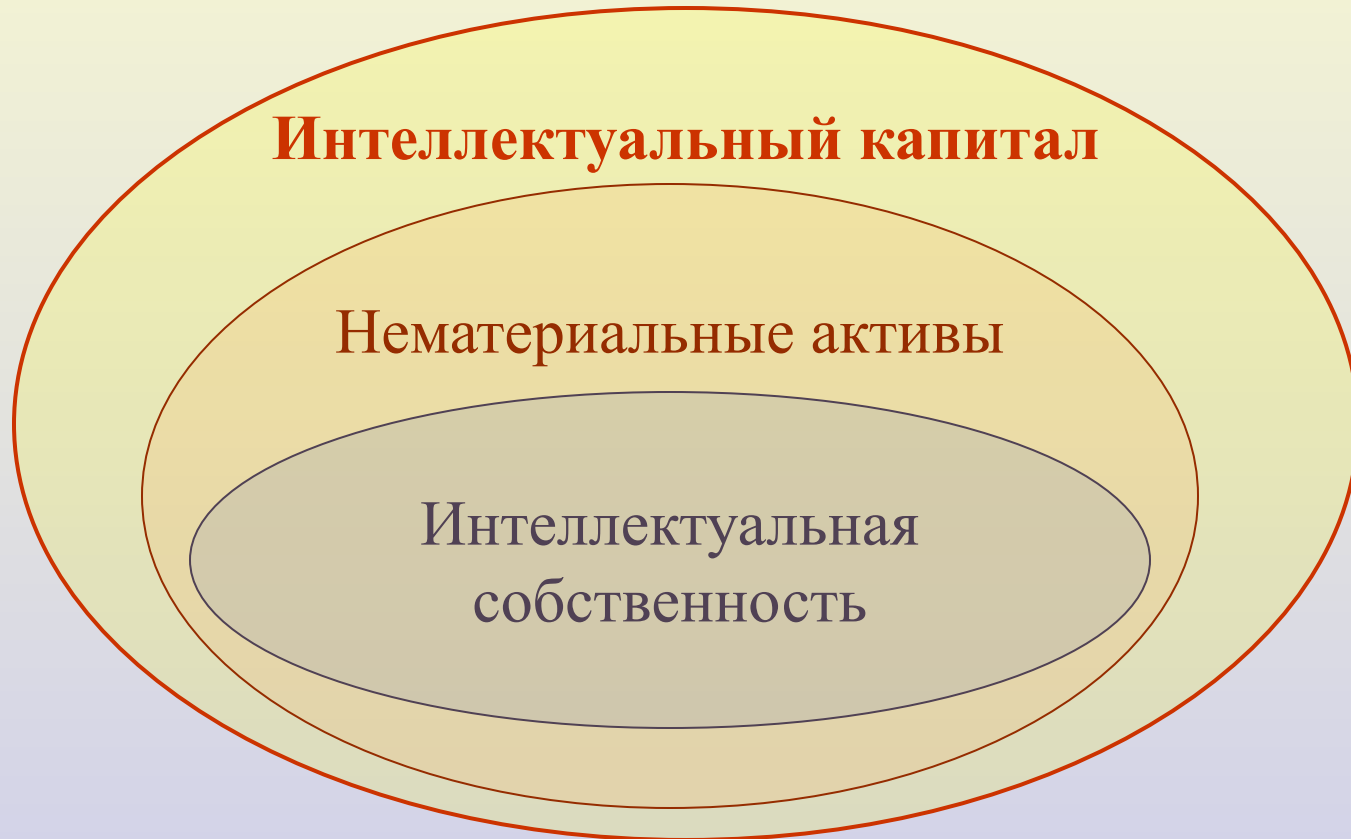 Интеллектуальный капитал
Нематериальные активы
Интеллектуальная
собственность